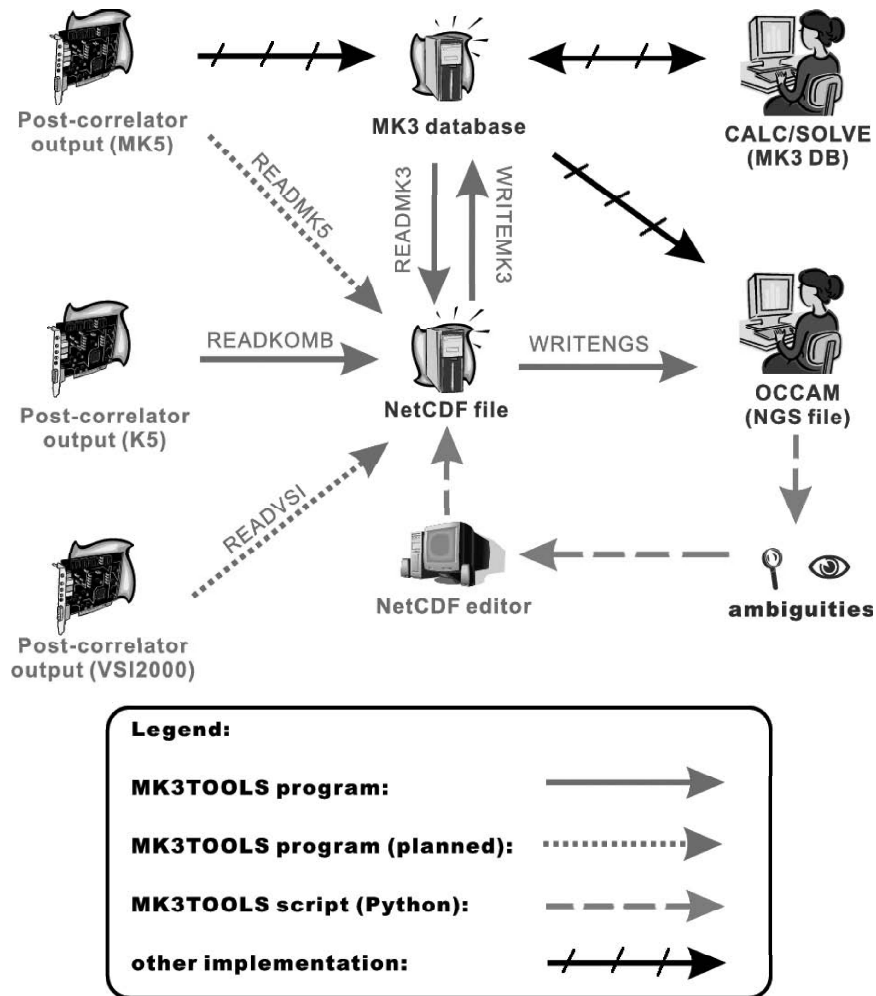 Post-correlator
output (MK5)
MK3 database
CALC/SOLVE
(MK3 DB)
READMK5
READMK3
WRITEMK3
READKOMB
WRITENGS
Post-correlator
output (K5)
NetCDF file
OCCAM
(NGS file)
READVSI
NetCDF editor
ambiguities
Post-correlator
output (VSI2000)
Legend:
MK3TOOLS program:
MK3TOOLS program (planned):
MK3TOOLS script (Python):
other implementation: